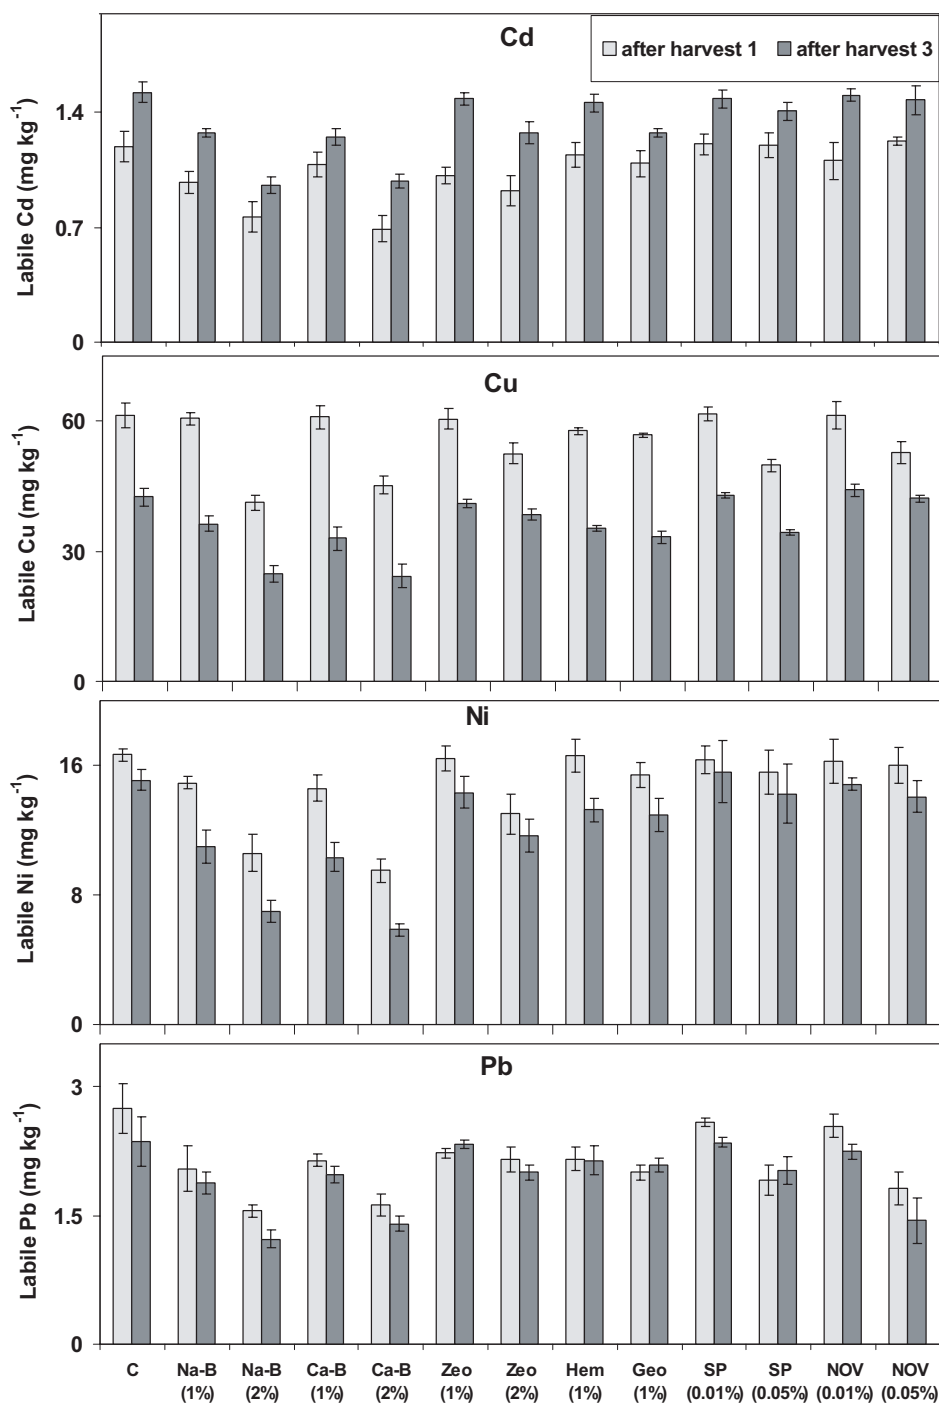 Cd
after harvest 1 after harvest 3
Labile Cd (mg kg-1)
1.4
0.7
0
Cu
Labile Cu (mg kg-1)
60
30
0
Ni
Labile Ni (mg kg-1)
16
8
0
Pb
Labile Pb (mg kg-1)
3
1.5
0
C Na-B Na-B Ca-B Ca-B Zeo Zeo Hem Geo SP SP NOV NOV
(1%) (2%) (1%) (2%) (1%) (2%) (1%) (1%) (0.01%) (0.05%) (0.01%) (0.05%)